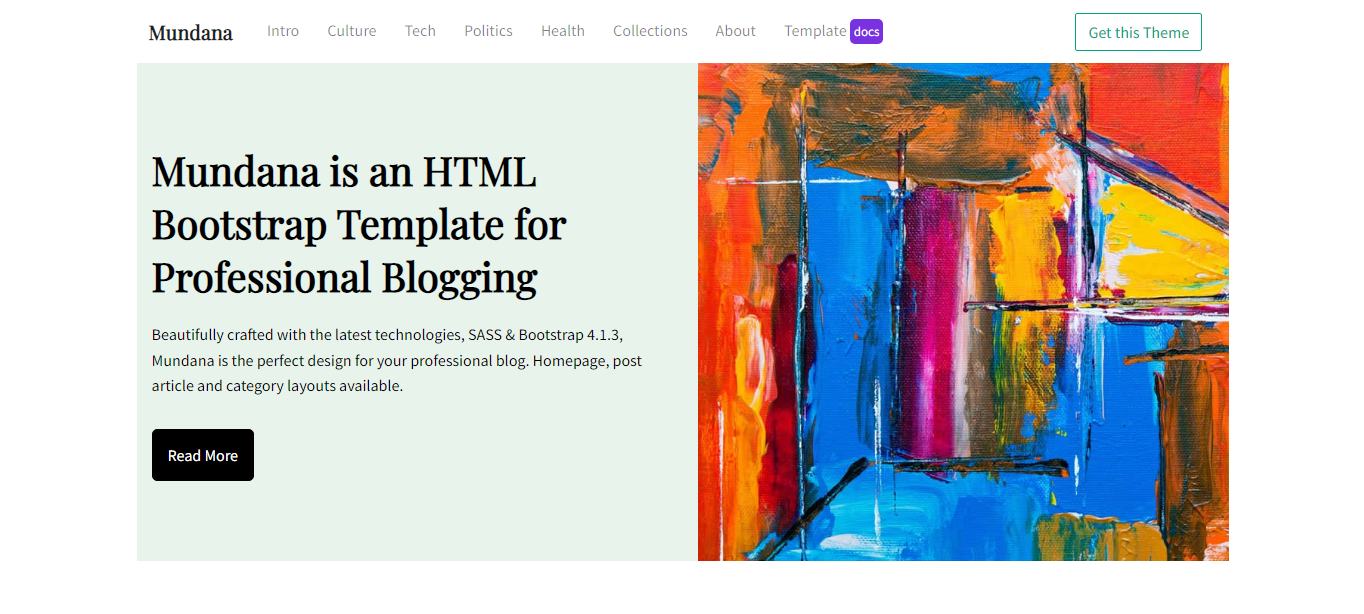 Mundana Intro Culture Tech Politics Health Collections About Template docs Get this Theme
Mundana is an HTML
Bootstrap Template for
Professional Blogging
Beautifully crafted with the latest technologies, SASS & Bootstrap 4.1.3,
Mundana is the perfect design for your professional blog. Homepage, post
article and category layouts available.
Read More